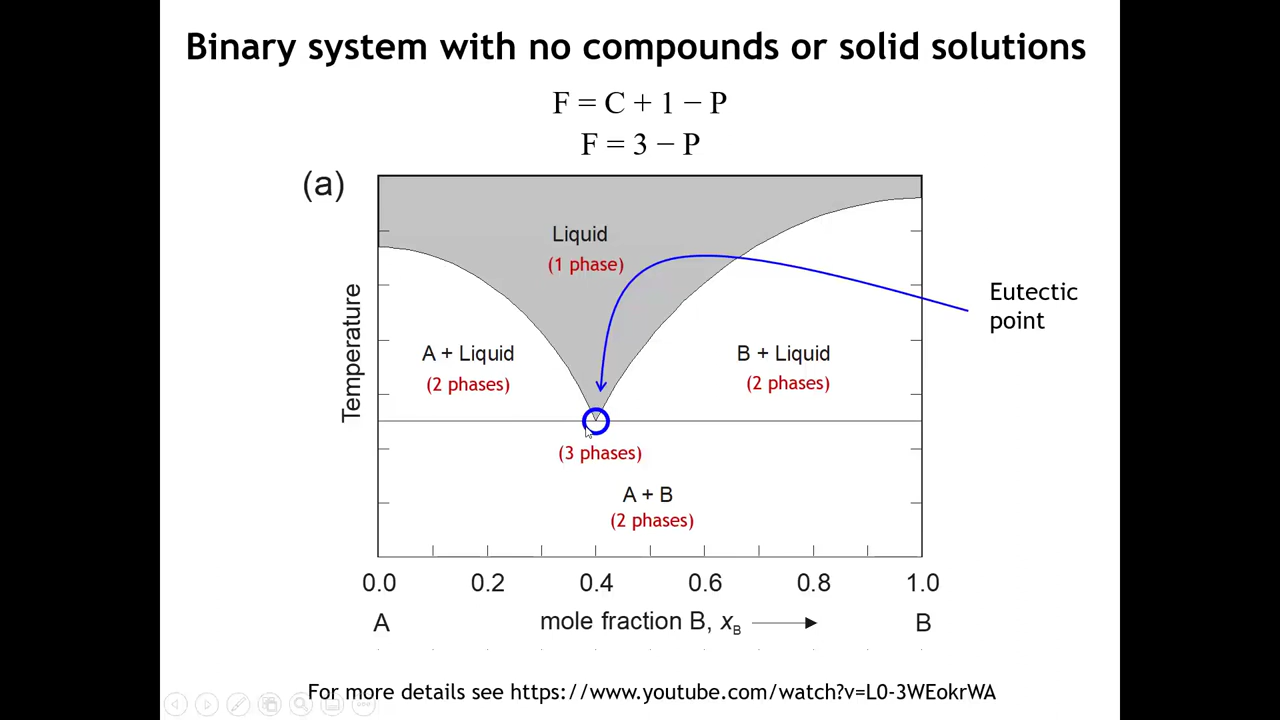 Binary system with no compounds or solid solutions
F = C + 1 − P
F = 3 − P
(a)
Liquid
(1 phase)
Eutectic
point
Temperature
A + Liquid
(2 phases)
B + Liquid
(2 phases)
(3 phases)
A + B
(2 phases)
0.0 0.2 0.4 0.6 0.8 1.0
A mole fraction B, xB B
For more details see https://www.youtube.com/watch?v=L0-3WEokrWA